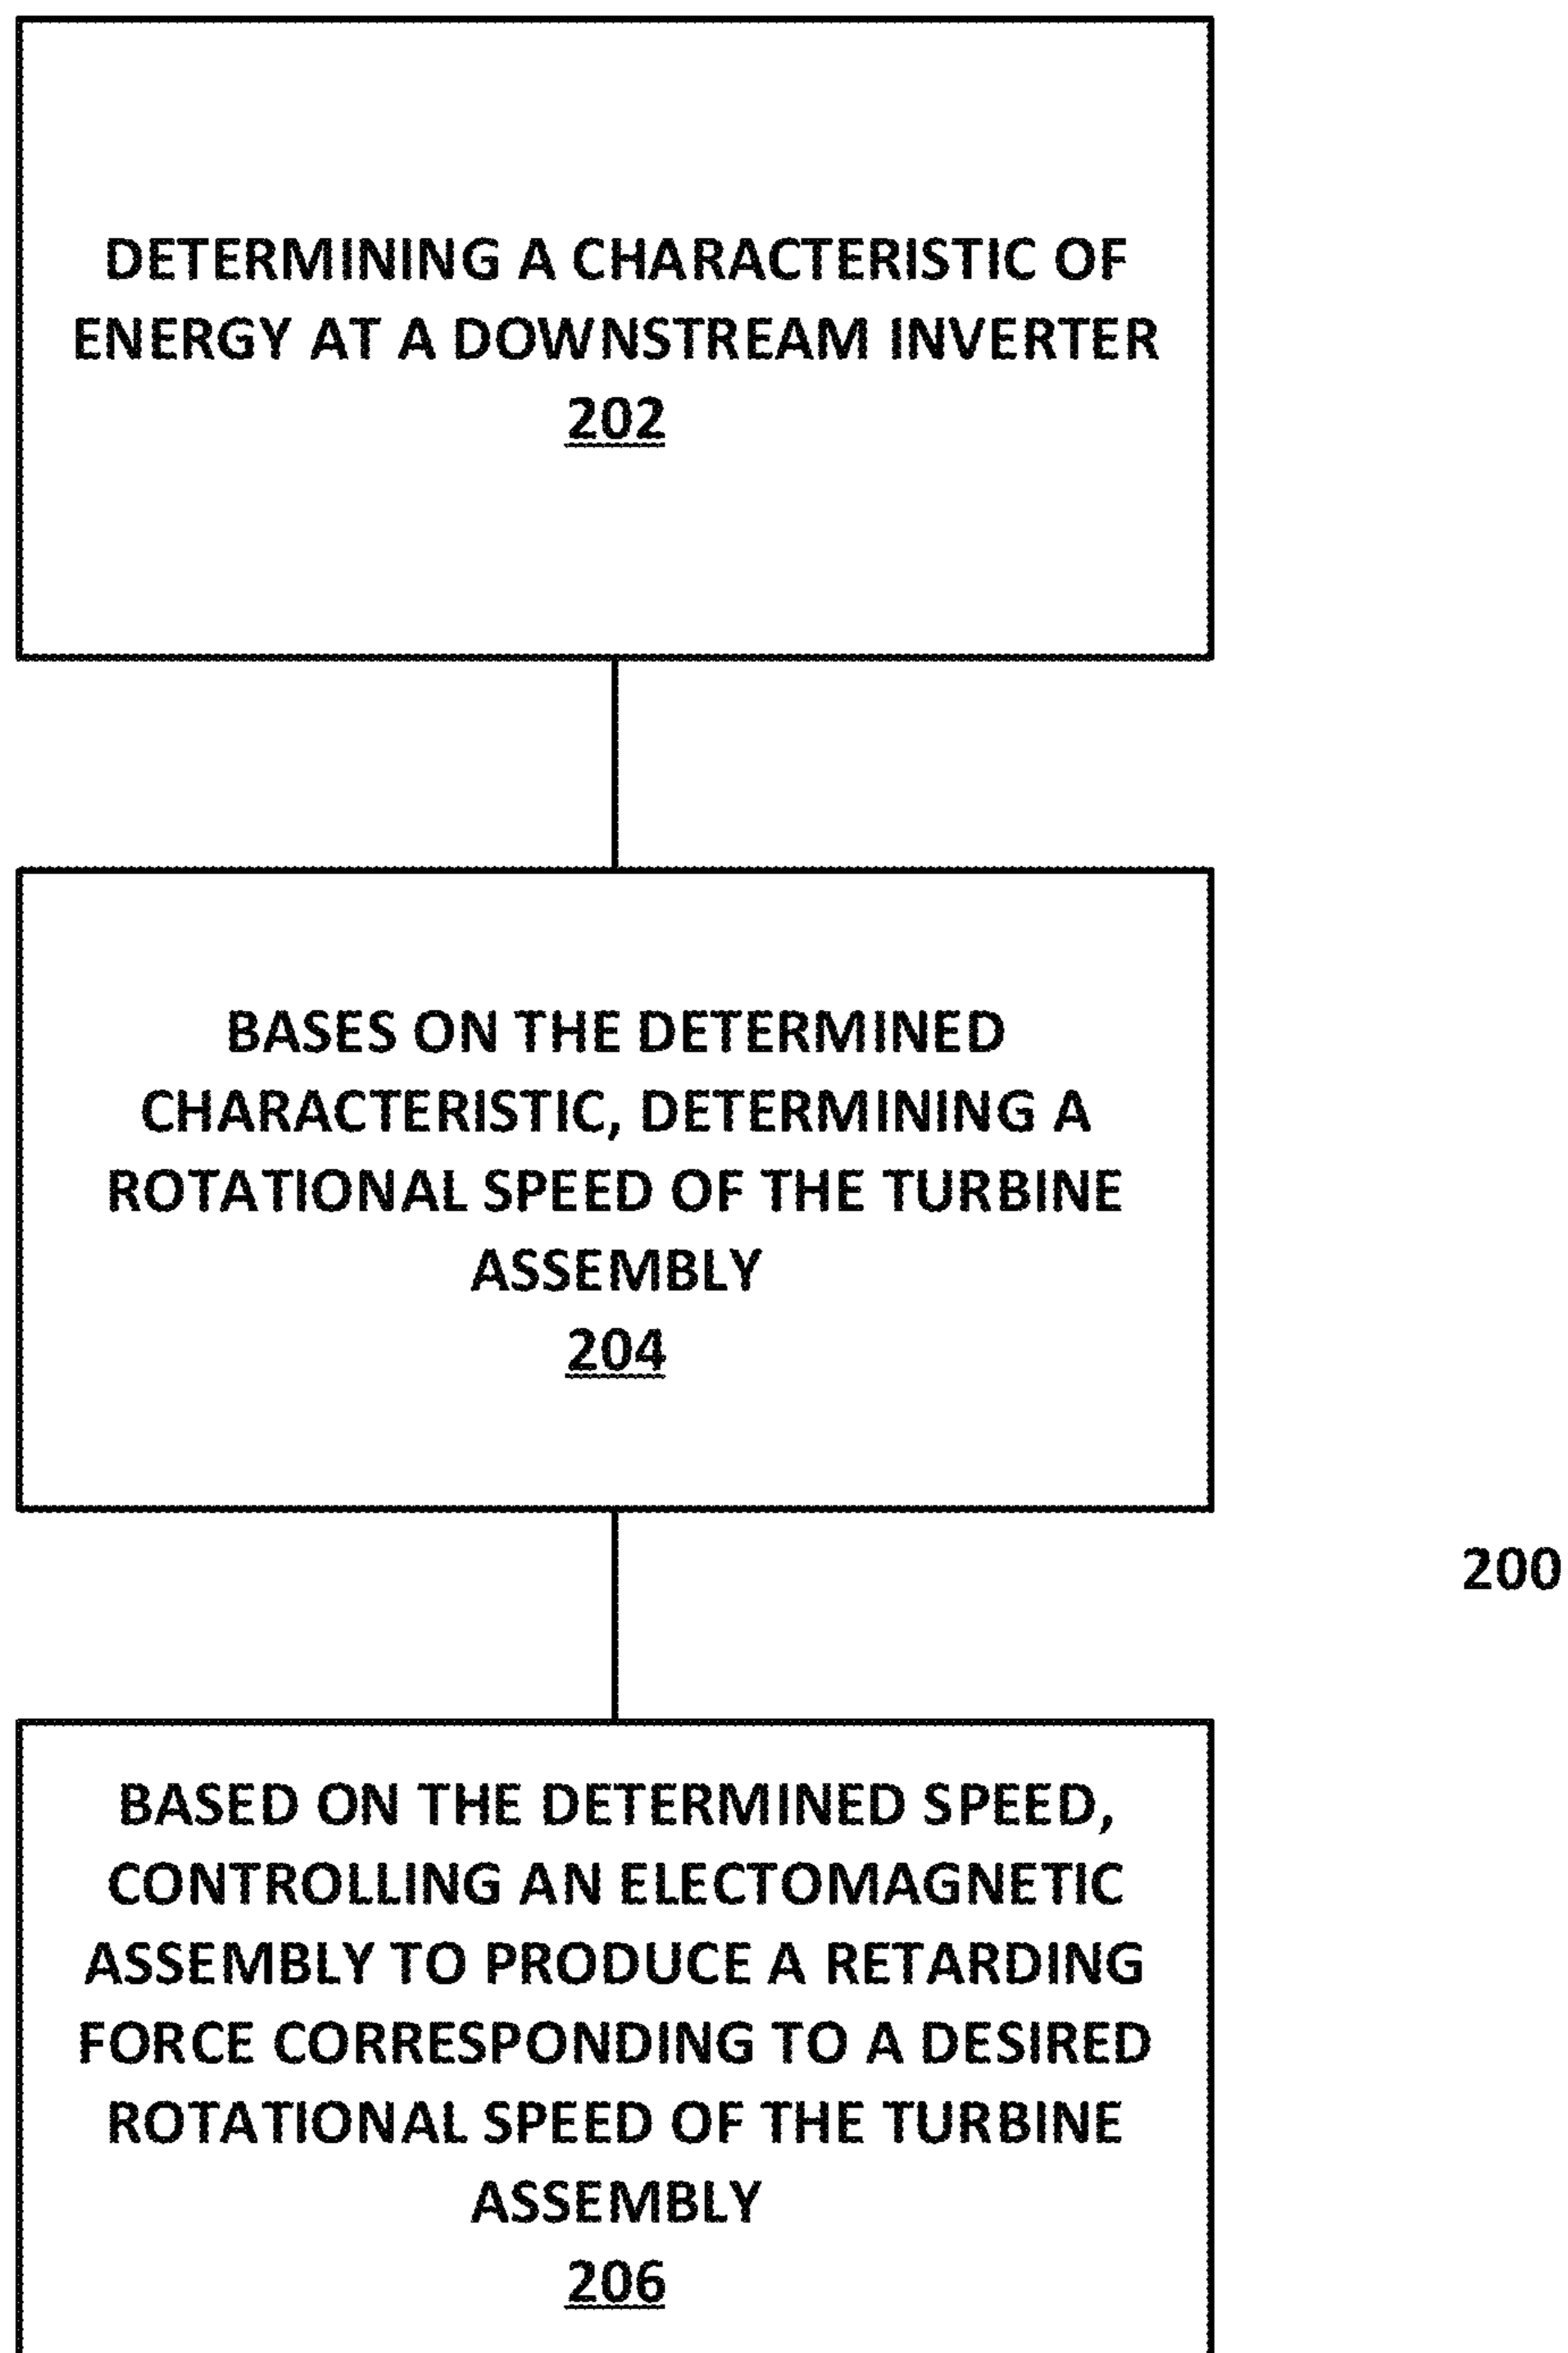 DETERMINING A CHARACTERISTIC OF
ENERGY AT A DOWNSTREAM INVERTER
202
BASES ON THE DETERMINED
CHARACTERISTIC, DETERMINING A
ROTATIONAL SPEED OF THE TURBINE
ASSEMBLY
204
200
BASED ON THE DETERMINED SPEED,
CONTROLLING AN ELECTOMAGNETIC
ASSEMBLY TO PRODUCE A RETARDING
FORCE CORRESPONDING TO A DESIRED
ROTATIONAL SPEED OF THE TURBINE
ASSEMBLY
206